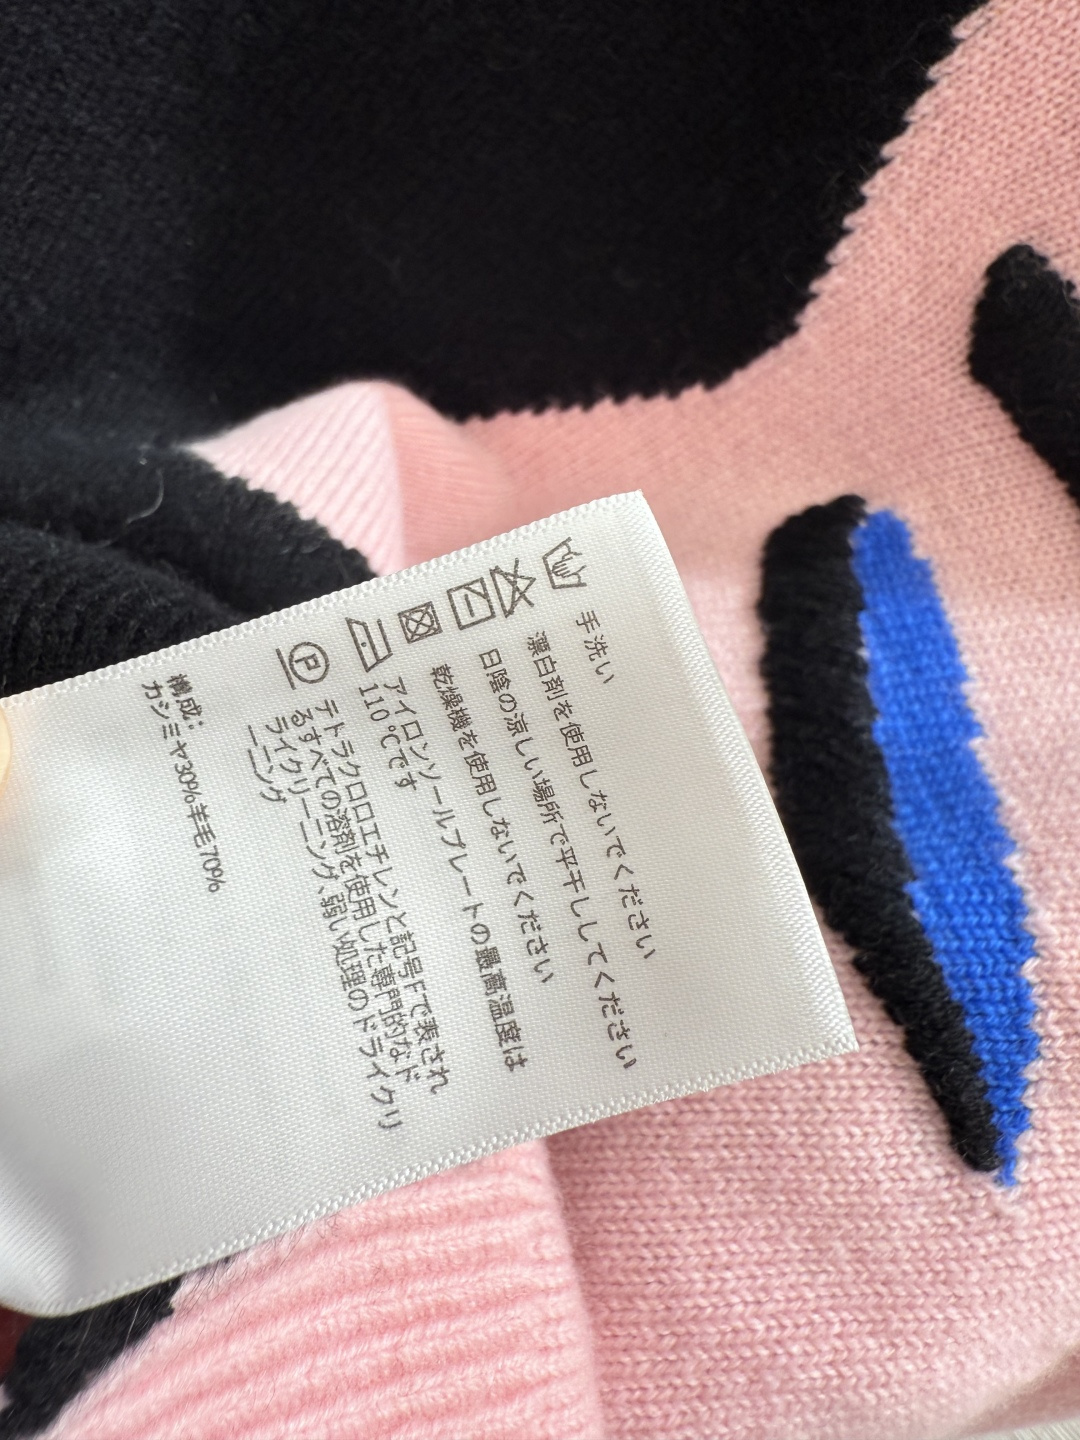 手洗い
漂白剤を使用しないでください
日陰の涼しい場所で平干ししてください
乾燥機を使用しないでください
アイロンソールプレートの最高温度は
110℃です
テトラクロロエチレンと記号Fで表され
るすべての溶剤を使用した専門的なド
ライクリーニング、弱い処理のドライクリ
ーニング
P
構成:
カシミヤ30%羊毛70%